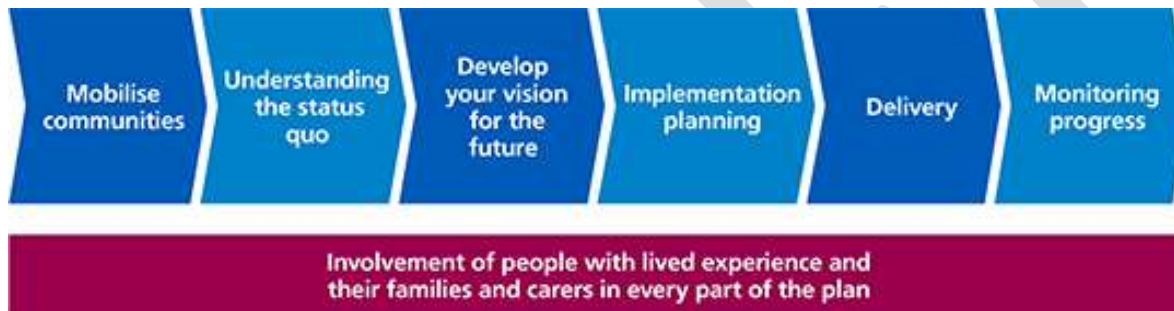 Mobilise
communities
Understanding
the status
quo
Develop
your vision
for the
future
Implementation
planning
Delivery
Monitoring
progress
Involvement of people with lived experience and
their families and carers in every part of the plan